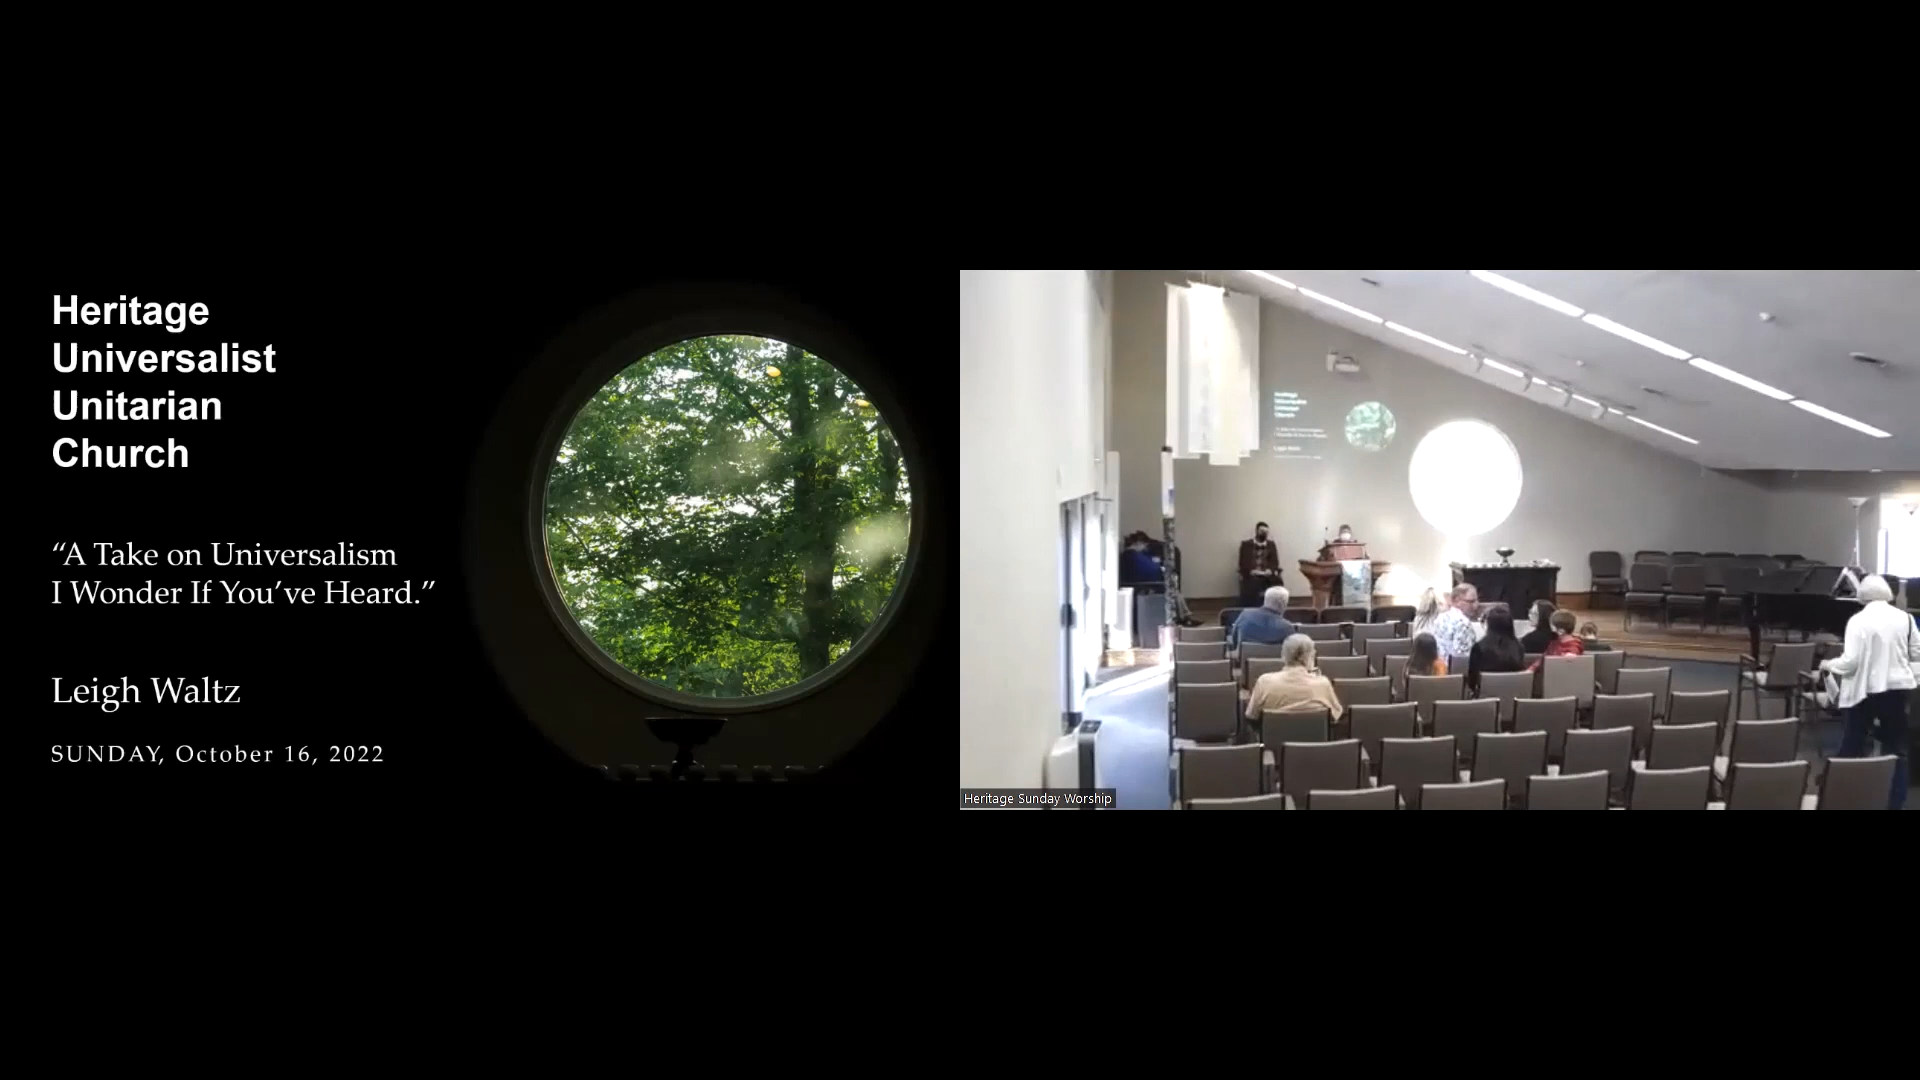 Heritage
Universalist
Unitarian
Church
“A Take on Universalism
I Wonder If You’ve Heard.”
Leigh Waltz
SUNDAY, October 16, 2022
Heritage Sunday Worship